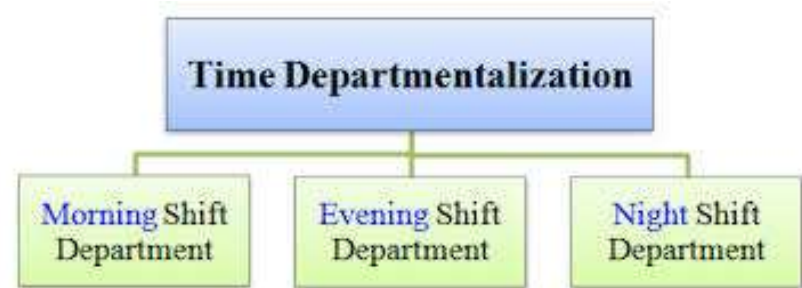 Time Departmentalization
Morning Shift
Department
Evening Shift
Department
Night Shift
Department